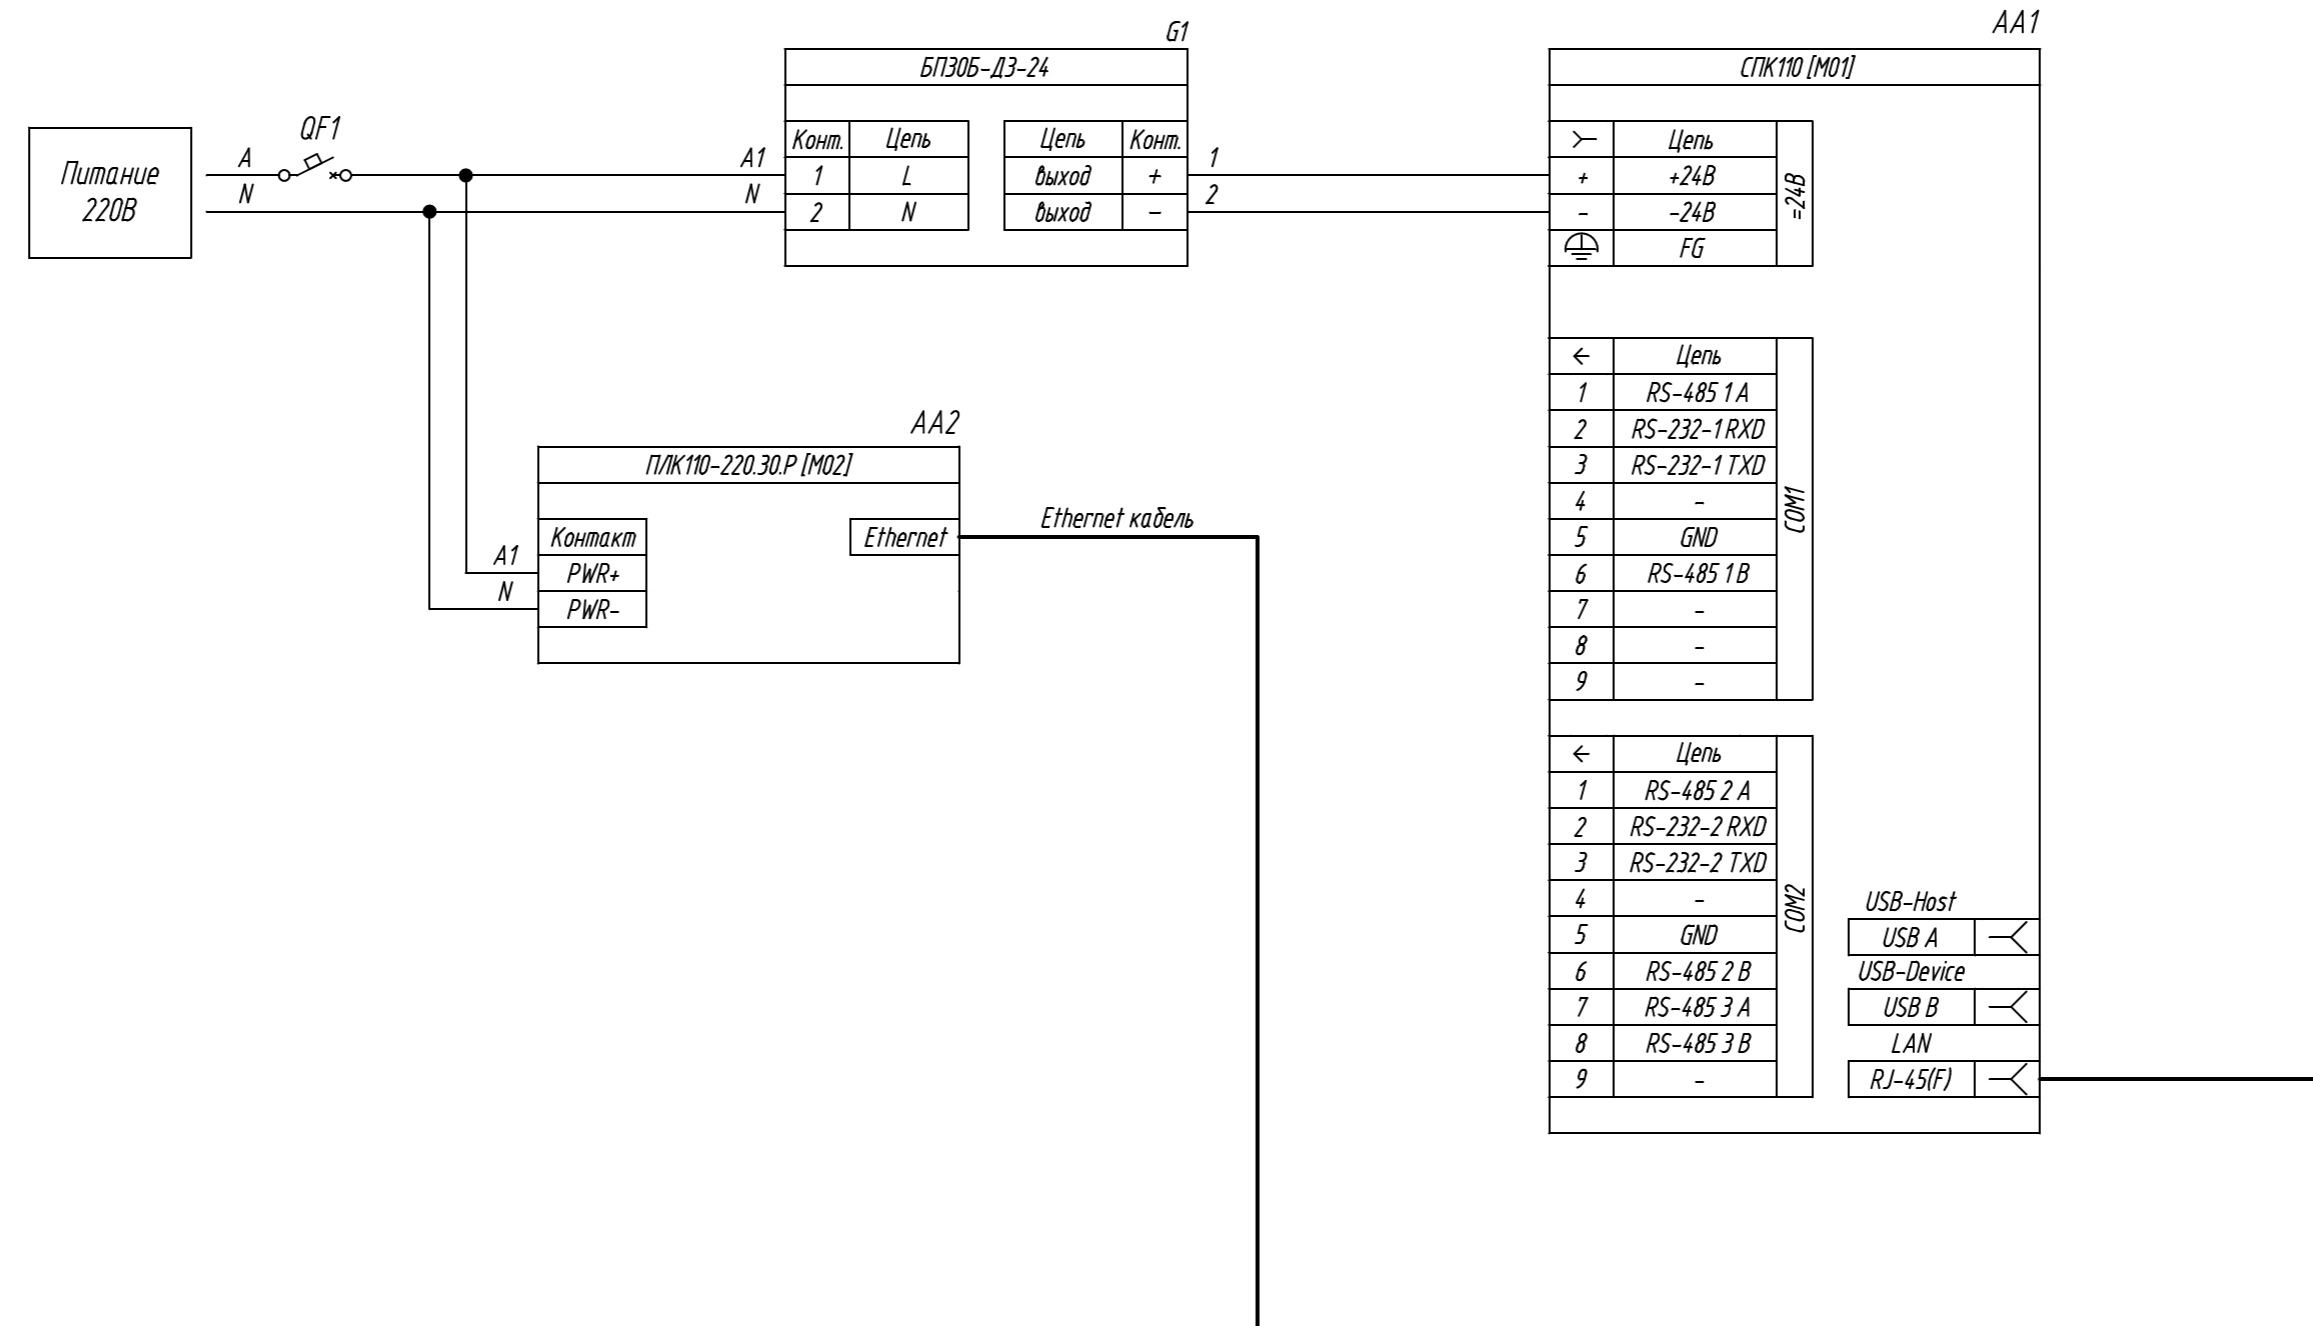 Питание
220В
A
N
QF1
A1
N
G1
БП30Б-Д3-24
Конт. Цепь
1 L
2 N
Цепь Конт.
выход +
выход -
1
2
AA1
СПК110 [М01]
Цепь
+ +24В
- -24В
FG
=24В
Цепь
1 RS-485 1 A
2 RS-232-1 RXD
3 RS-232-1 TXD
4 -
5 GND
6 RS-485 1 B
7 -
8 -
9 -
COM1
Цепь
1 RS-485 2 A
2 RS-232-2 RXD
3 RS-232-2 TXD
4 -
5 GND
6 RS-485 2 B
7 RS-485 3 A
8 RS-485 3 B
9 -
COM2
USB-Host
USB A
USB-Device
USB B
LAN
RJ-45(F)
AA2
ПЛК110-220.30.Р [М02]
A1
N
Контакт
PWR+
PWR-
Ethernet
Ethernet кабель